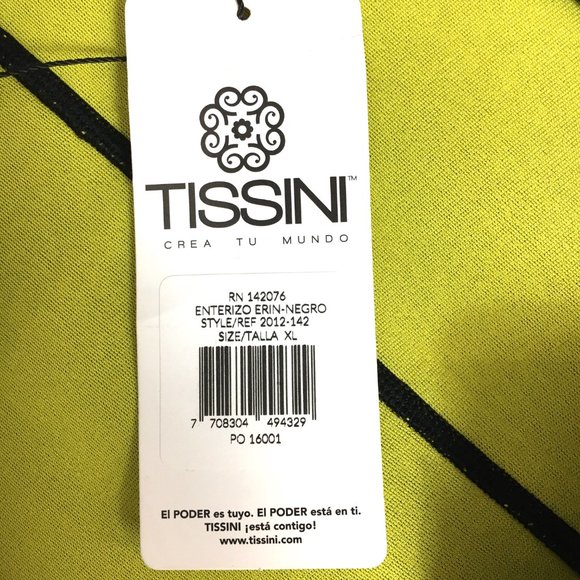 TISSINI™
CREA TU MUNDO
RN 142076
ENTERIZO ERIN-NEGRO
STYLE/REF 2012-142
SIZE/TALLA XL
7 708304 494329
PO 16001
El PODER es tuyo. El PODER está en ti.
TISSINI ¡está contigo!
www.tissini.com